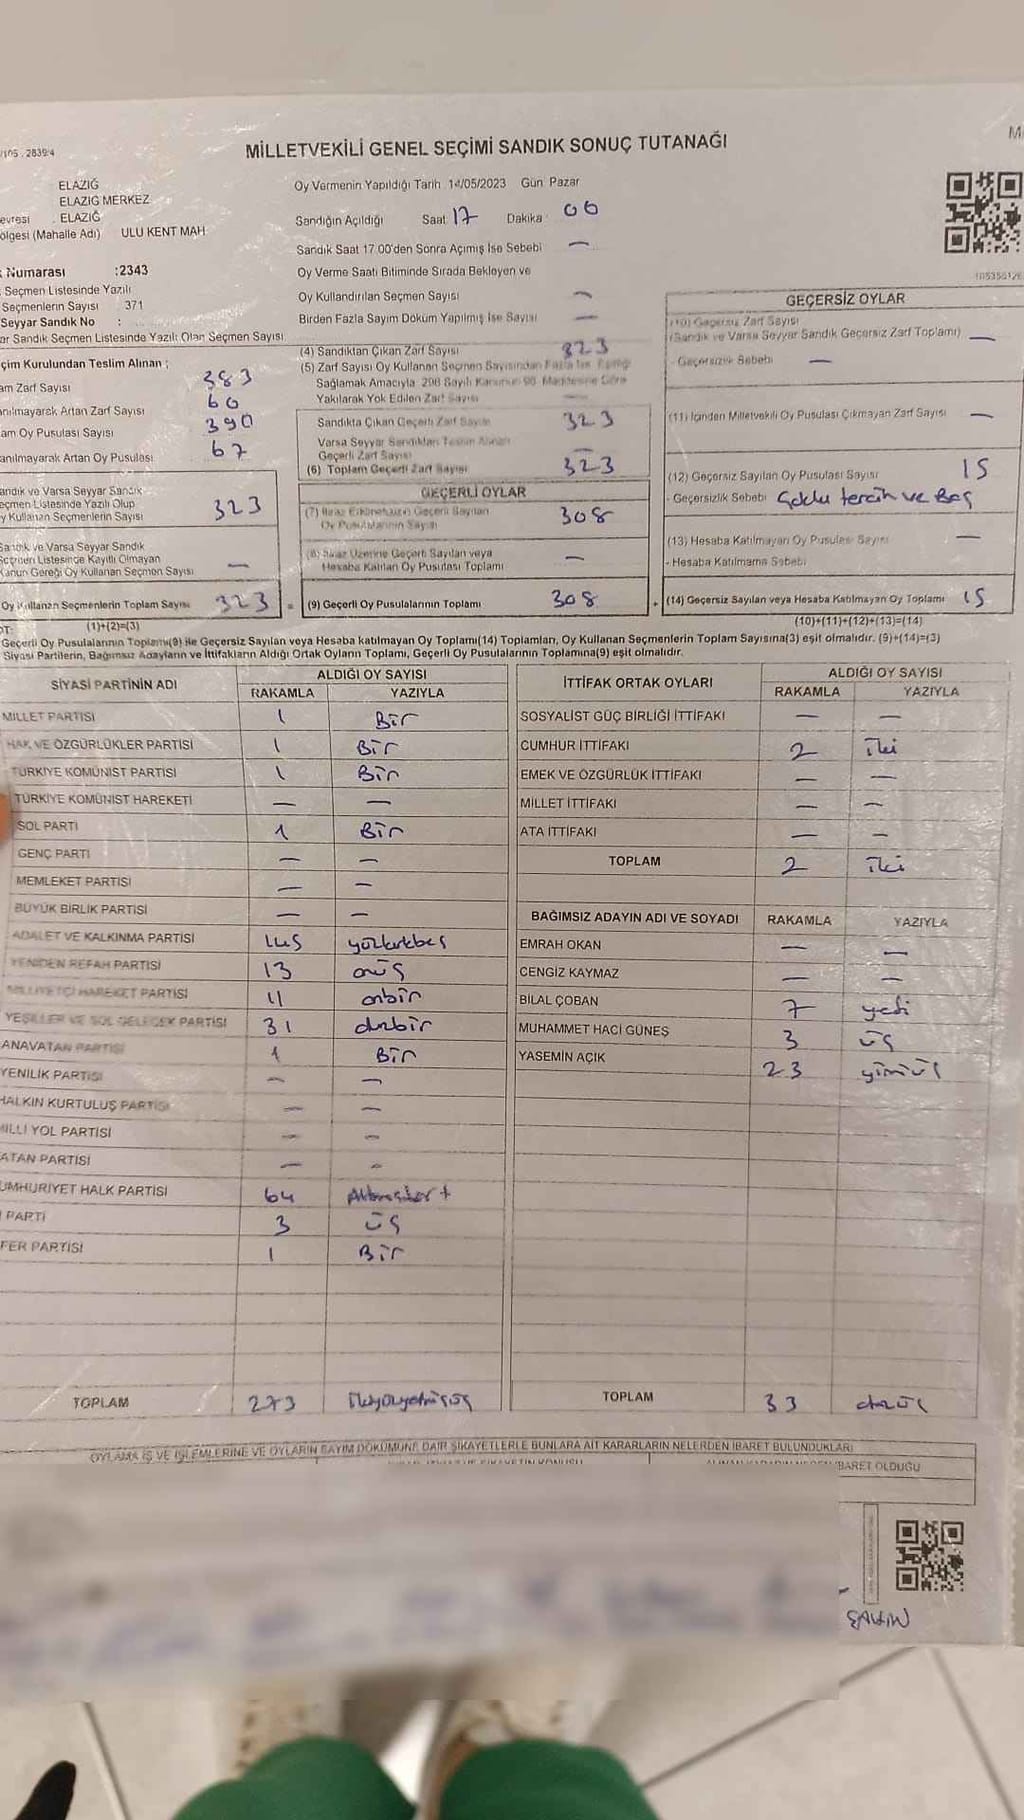 MİLLETVEKİLİ GENEL SEÇİMİ SANDIK SONUÇ TUTANAĞI
/105 . 2839/4
ELAZIĞ
ELAZIG MERKEZ
evresi : ELAZIĞ
ölgesi (Mahalle Adı) ULU KENT MAH.
Numarası :2343
Seçmen Listesinde Yazılı
Seçmenlerin Sayısı 371
Seyyar Sandık No :
ar Sandık Seçmen Listesinde Yazılı Olan Seçmen Sayısı
çim Kurulundan Teslim Alınan ;
am Zarf Sayısı 383
anılmayarak Artan Zarf Sayısı 60
am Oy Pusulası Sayısı 390
anılmayarak Artan Oy Pusulası 67
andık ve Varsa Seyyar Sandık
eçmen Listesinde Yazılı Olup
y Kullanan Seçmenlerin Sayısı 323
Sandık ve Varsa Seyyar Sandık
Seçmen Listesinde Kayıtlı Olmayan
Kanun Gereği Oy Kullanan Seçmen Sayısı —
Oy Kullanan Seçmenlerin Toplam Sayısı 323
(1)+(2)=(3)
Oy Vermenin Yapıldığı Tarih : 14/05/2023 Gün: Pazar
Sandığın Açıldığı Saat 17 Dakika : 00
Sandık Saat 17.00'den Sonra Açılmış İse Sebebi —
Oy Verme Saati Bitiminde Sırada Bekleyen ve
Oy Kullandırılan Seçmen Sayısı —
Birden Fazla Sayım Döküm Yapılmış İse Sayısı —
(4) Sandıktan Çıkan Zarf Sayısı 323
(5) Zarf Sayısı Oy Kullanan Seçmen Sayısından Fazla İse, Eşitliği
Sağlamak Amacıyla 298 Sayılı Kanunun 98. Maddesine Göre
Yakılarak Yok Edilen Zarf Sayısı —
Sandıkta Çıkan Geçerli Zarf Sayısı 323
Varsa Seyyar Sandıktan Teslim Alınan
Geçerli Zarf Sayısı —
(6) Toplam Geçerli Zarf Sayısı 323
GEÇERLİ OYLAR
(7) İtiraz Edilmeksizin Geçerli Sayılan
Oy Pusulalarının Sayısı 308
(8) İtiraz Üzerine Geçerli Sayılan veya
Hesaba Katılan Oy Pusulası Toplamı —
= (9) Geçerli Oy Pusulalarının Toplamı 308
GEÇERSİZ OYLAR
(10) Geçersiz Zarf Sayısı
(Sandık ve Varsa Seyyar Sandık Geçersiz Zarf Toplamı) —
- Geçersizlik Sebebi —
(11) İçinden Milletvekili Oy Pusulası Çıkmayan Zarf Sayısı —
(12) Geçersiz Sayılan Oy Pusulası Sayısı 15
- Geçersizlik Sebebi Çoklu tercih ve Boş
(13) Hesaba Katılmayan Oy Pusulası Sayısı —
- Hesaba Katılmama Sebebi
+ (14) Geçersiz Sayılan veya Hesaba Katılmayan Oy Toplamı 15
(10)+(11)+(12)+(13)=(14)
OT:
Geçerli Oy Pusulalarının Toplamı(9) ile Geçersiz Sayılan veya Hesaba katılmayan Oy Toplamı(14) Toplamları, Oy Kullanan Seçmenlerin Toplam Sayısına(3) eşit olmalıdır. (9)+(14)=(3)
Siyasi Partilerin, Bağımsız Adayların ve İttifakların Aldığı Ortak Oyların Toplamı, Geçerli Oy Pusulalarının Toplamına(9) eşit olmalıdır.
SİYASİ PARTİNİN ADI ALDIĞI OY SAYISI
RAKAMLA YAZIYLA
MİLLET PARTİSİ 1 Bir
HAK VE ÖZGÜRLÜKLER PARTİSİ 1 Bir
TÜRKİYE KOMÜNİST PARTİSİ 1 Bir
TÜRKİYE KOMÜNİST HAREKETİ — —
SOL PARTİ 1 Bir
GENÇ PARTİ — —
MEMLEKET PARTİSİ — —
BÜYÜK BİRLİK PARTİSİ — —
ADALET VE KALKINMA PARTİSİ 145 yüzkırkbeş
YENİDEN REFAH PARTİSİ 13 onüç
MİLLİYETÇİ HAREKET PARTİSİ 11 onbir
YEŞİLLER VE SOL GELECEK PARTİSİ 31 otuzbir
ANAVATAN PARTİSİ 1 Bir
YENİLİK PARTİSİ — —
HALKIN KURTULUŞ PARTİSİ — —
MİLLİ YOL PARTİSİ — —
ATAN PARTİSİ — —
UMHURİYET HALK PARTİSİ 64 Altmışdört
PARTİ 3 üç
FER PARTİSİ 1 Bir
TOPLAM 273 ikiyüzyetmişüç
İTTİFAK ORTAK OYLARI ALDIĞI OY SAYISI
RAKAMLA YAZIYLA
SOSYALİST GÜÇ BİRLİĞİ İTTİFAKI — —
CUMHUR İTTİFAKI 2 iki
EMEK VE ÖZGÜRLÜK İTTİFAKI — —
MİLLET İTTİFAKI — —
ATA İTTİFAKI — —
TOPLAM 2 iki
BAĞIMSIZ ADAYIN ADI VE SOYADI RAKAMLA YAZIYLA
EMRAH OKAN — —
CENGİZ KAYMAZ — —
BİLAL ÇOBAN 7 yedi
MUHAMMET HACİ GÜNEŞ 3 üç
YASEMİN AÇIK 23 yirmiüç
TOPLAM 33 otuzüç
OYLAMA İŞ VE İŞLEMLERİNE VE OYLARIN SAYIM DÖKÜMÜNE DAİR ŞİKAYETLERLE BUNLARA AİT KARARLARIN NELERDEN İBARET BULUNDUKLARI
İBARET OLDUĞU
ŞAHİN